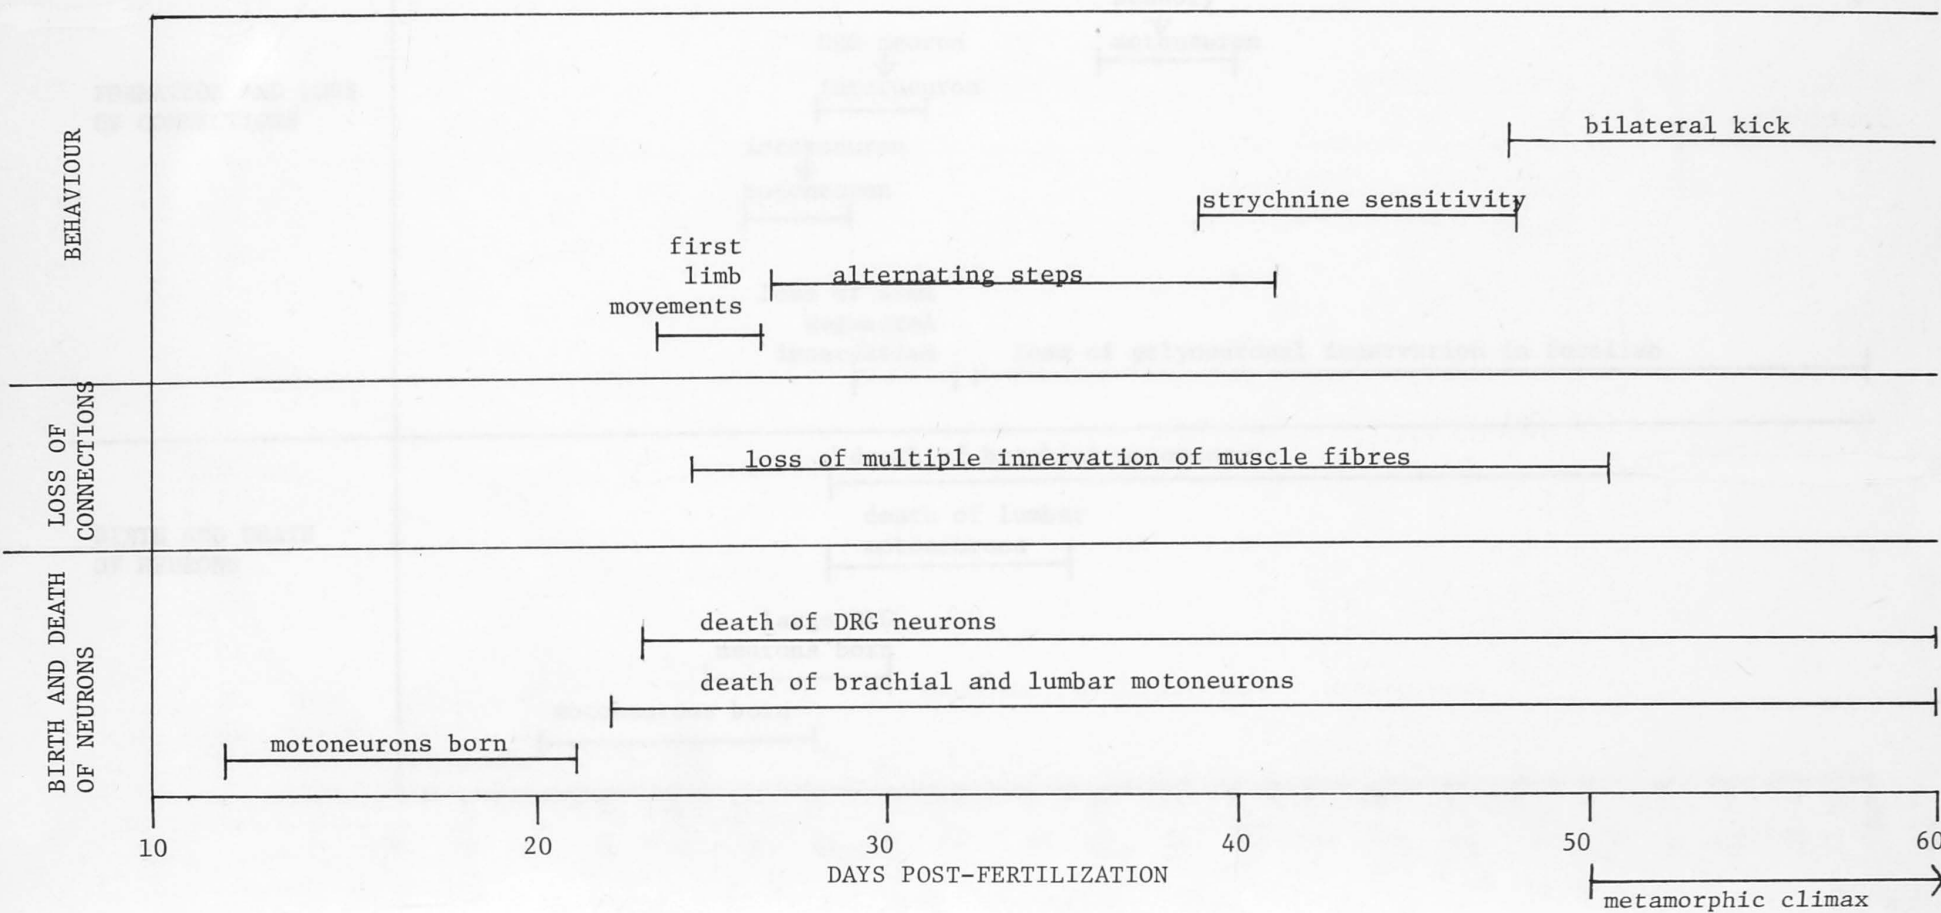 BEHAVIOUR
bilateral kick
strychnine sensitivity
first
limb
movements
alternating steps
LOSS OF
CONNECTIONS
loss of multiple innervation of muscle fibres
BIRTH AND DEATH
OF NEURONS
death of DRG neurons
death of brachial and lumbar motoneurons
motoneurons born
10 20 30 40 50 60
DAYS POST-FERTILIZATION
metamorphic climax